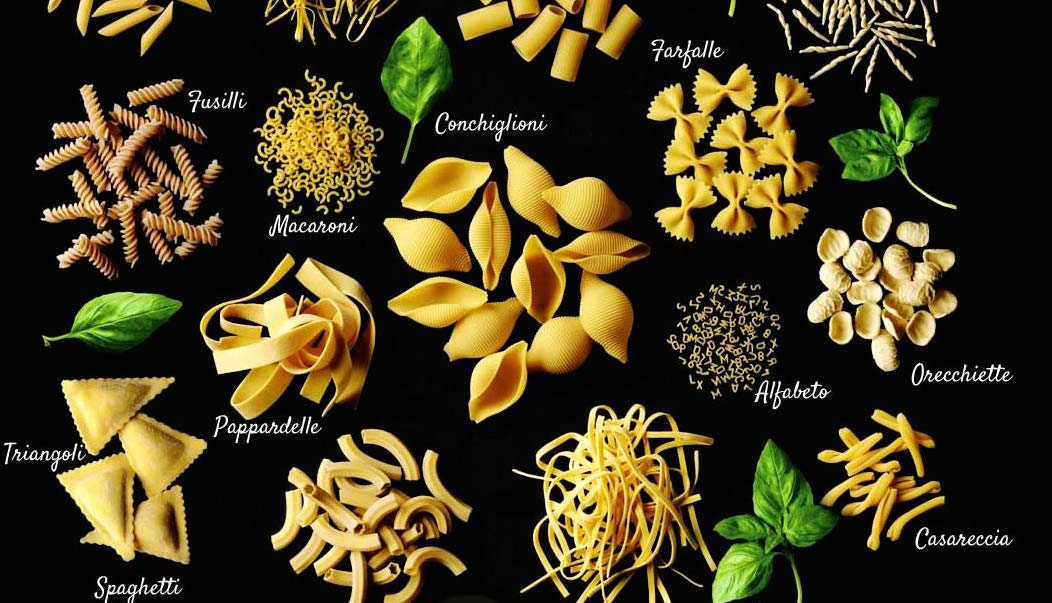 Farfalle
Fusilli
Conchiglioni
Macaroni
Orecchiette
Alfabeto
Pappardelle
Triangoli
Casareccia
Spaghetti